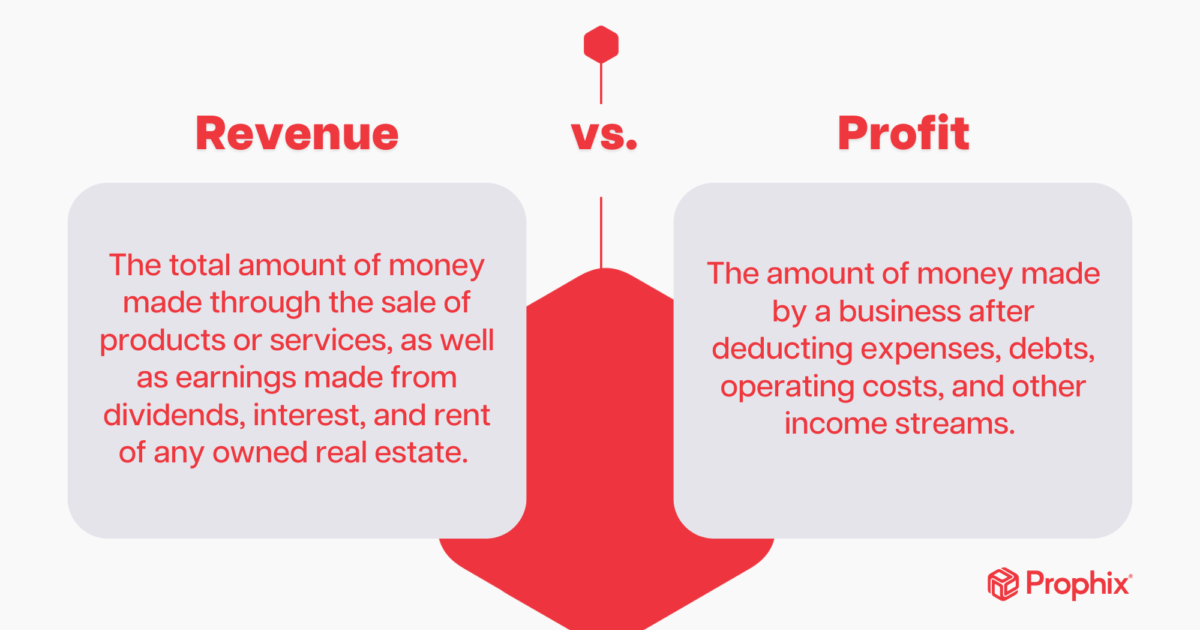 Revenue vs. Profit
The total amount of money
made through the sale of
products or services, as well
as earnings made from
dividends, interest, and rent
of any owned real estate.
The amount of money made
by a business after
deducting expenses, debts,
operating costs, and other
income streams.
Prophix®